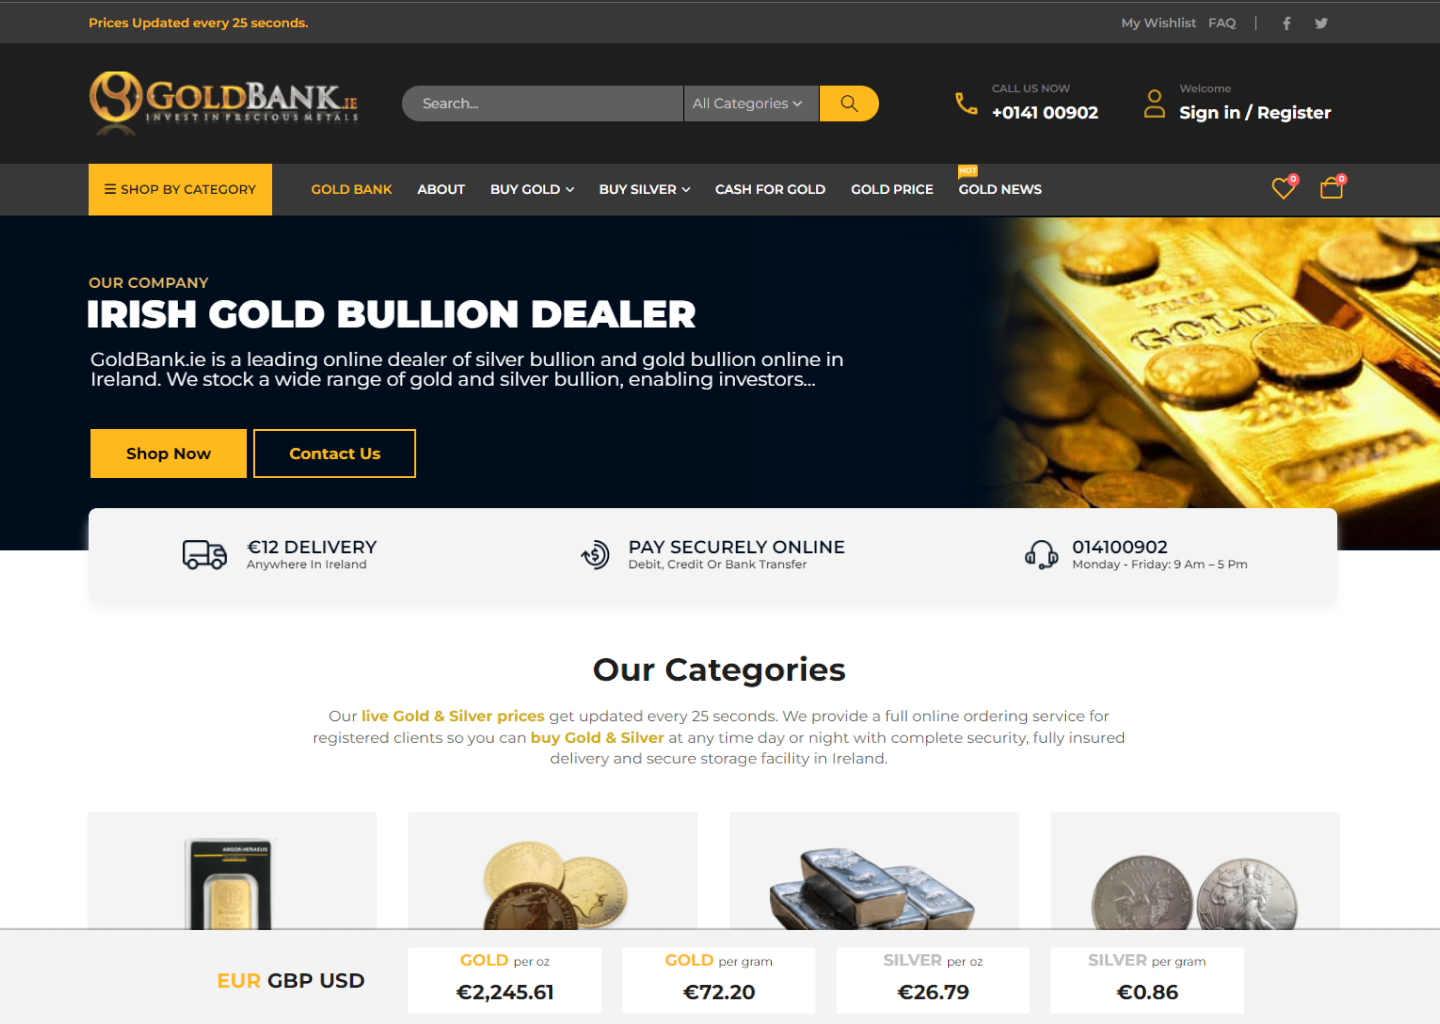 Prices Updated every 25 seconds.
My Wishlist FAQ
GOLDBANK.IE
INVEST IN PRECIOUS METALS
Search...
All Categories
CALL US NOW
+0141 00902
Welcome
Sign in / Register
SHOP BY CATEGORY
GOLD BANK
ABOUT
BUY GOLD
BUY SILVER
CASH FOR GOLD
GOLD PRICE
HOT
GOLD NEWS
0
0
OUR COMPANY
IRISH GOLD BULLION DEALER
GoldBank.ie is a leading online dealer of silver bullion and gold bullion online in
Ireland. We stock a wide range of gold and silver bullion, enabling investors...
Shop Now
Contact Us
FINE
GOLD
€12 DELIVERY
Anywhere In Ireland
PAY SECURELY ONLINE
Debit, Credit Or Bank Transfer
014100902
Monday - Friday: 9 Am – 5 Pm
Our Categories
Our live Gold & Silver prices get updated every 25 seconds. We provide a full online ordering service for
registered clients so you can buy Gold & Silver at any time day or night with complete security, fully insured
delivery and secure storage facility in Ireland.
ARGOR-HERAEUS
EUR GBP USD
GOLD per oz
€2,245.61
GOLD per gram
€72.20
SILVER per oz
€26.79
SILVER per gram
€0.86